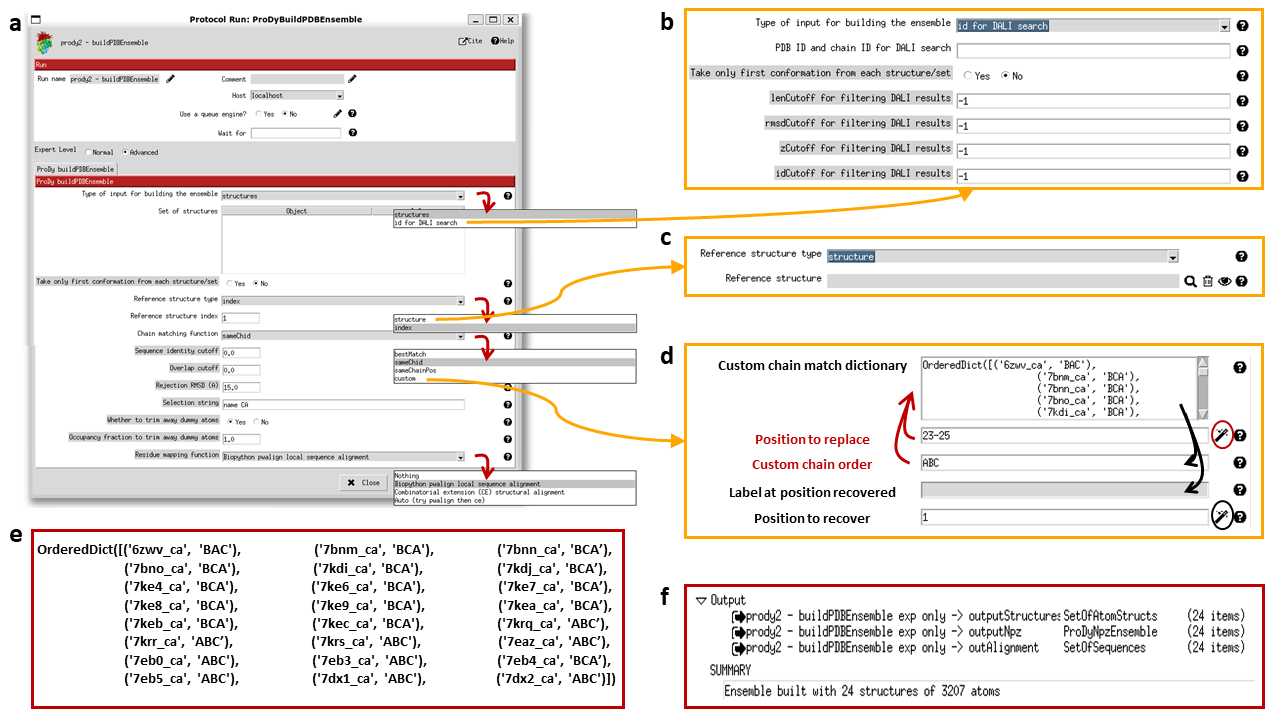 a
Protocol Run: ProDyBuildPDBEnsemble
prody2 - buildPDBEnsemble
Cite
Help
Run
Run name prody2 - buildPDBEnsemble
Comment
Host localhost
Use a queue engine? Yes No
Wait for
Expert Level Normal Advanced
ProDy buildPDBEnsemble
ProDy buildPDBEnsemble
Type of input for building the ensemble structures
Set of structures Object
structures
id for DALI search
Take only first conformation from each structure/set Yes No
Reference structure type index
Reference structure index 1
structure
index
Chain matching function sameChid
Sequence identity cutoff 0.0
bestMatch
sameChid
sameChainPos
custom
Overlap cutoff 0.0
Rejection RMSD (A) 15.0
Selection string name CA
Whether to trim away dummy atoms Yes No
Occupancy fraction to trim away dummy atoms 1.0
Residue mapping function Biopython pwalign local sequence alignment
Nothing
Biopython pwalign local sequence alignment
Combinatorial extension (CE) structural alignment
Auto (try pwalign then ce)
Close
b
Type of input for building the ensemble id for DALI search
PDB ID and chain ID for DALI search
Take only first conformation from each structure/set Yes No
lenCutoff for filtering DALI results -1
rmsdCutoff for filtering DALI results -1
zCutoff for filtering DALI results -1
idCutoff for filtering DALI results -1
c
Reference structure type structure
Reference structure
d
Custom chain match dictionary OrderedDict([('6zwv_ca', 'BAC'),
('7bnm_ca', 'BCA'),
('7bnn_ca', 'BCA'),
('7bno_ca', 'BCA'),
('7kdi_ca', 'BCA'),
Position to replace 23-25
Custom chain order ABC
Label at position recovered
Position to recover 1
e
OrderedDict([('6zwv_ca', 'BAC'), ('7bnm_ca', 'BCA'), ('7bnn_ca', 'BCA’),
('7bno_ca', 'BCA'), ('7kdi_ca', 'BCA'), ('7kdj_ca', 'BCA’),
('7ke4_ca', 'BCA'), ('7ke6_ca', 'BCA'), ('7ke7_ca', 'BCA’),
('7ke8_ca', 'BCA'), ('7ke9_ca', 'BCA'), ('7kea_ca', 'BCA’),
('7keb_ca', 'BCA'), ('7kec_ca', 'BCA'), ('7krq_ca', 'ABC’),
('7krr_ca', 'ABC’), ('7krs_ca', 'ABC'), ('7eaz_ca', 'ABC’),
('7eb0_ca', 'ABC'), ('7eb3_ca', 'ABC'), ('7eb4_ca', 'BCA’),
('7eb5_ca', 'ABC'), ('7dx1_ca', 'ABC'), ('7dx2_ca', 'ABC')])
f
Output
prody2 - buildPDBEnsemble exp only -> outputStructures SetOfAtomStructs (24 items)
prody2 - buildPDBEnsemble exp only -> outputNpz ProDyNpzEnsemble (24 items)
prody2 - buildPDBEnsemble exp only -> outAlignment SetOfSequences (24 items)
SUMMARY
Ensemble built with 24 structures of 3207 atoms